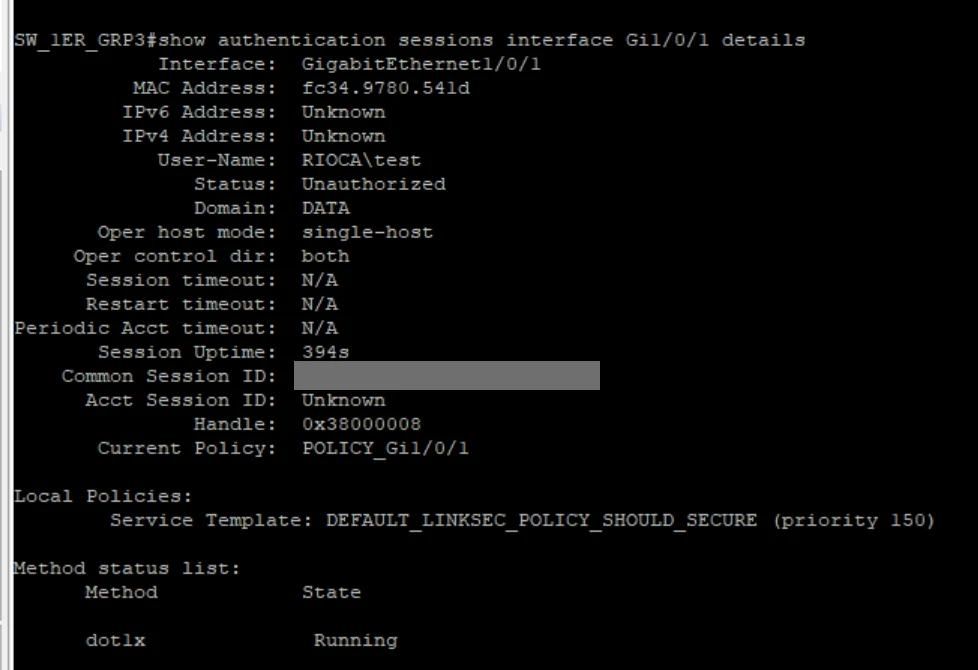 SW_1ER_GRP3#show authentication sessions interface Gi1/0/1 details
Interface: GigabitEthernet1/0/1
MAC Address: fc34.9780.541d
IPv6 Address: Unknown
IPv4 Address: Unknown
User-Name: RIOCA\test
Status: Unauthorized
Domain: DATA
Oper host mode: single-host
Oper control dir: both
Session timeout: N/A
Restart timeout: N/A
Periodic Acct timeout: N/A
Session Uptime: 394s
Common Session ID:
Acct Session ID: Unknown
Handle: 0x38000008
Current Policy: POLICY_Gi1/0/1
Local Policies:
Service Template: DEFAULT_LINKSEC_POLICY_SHOULD_SECURE (priority 150)
Method status list:
Method State
dot1x Running